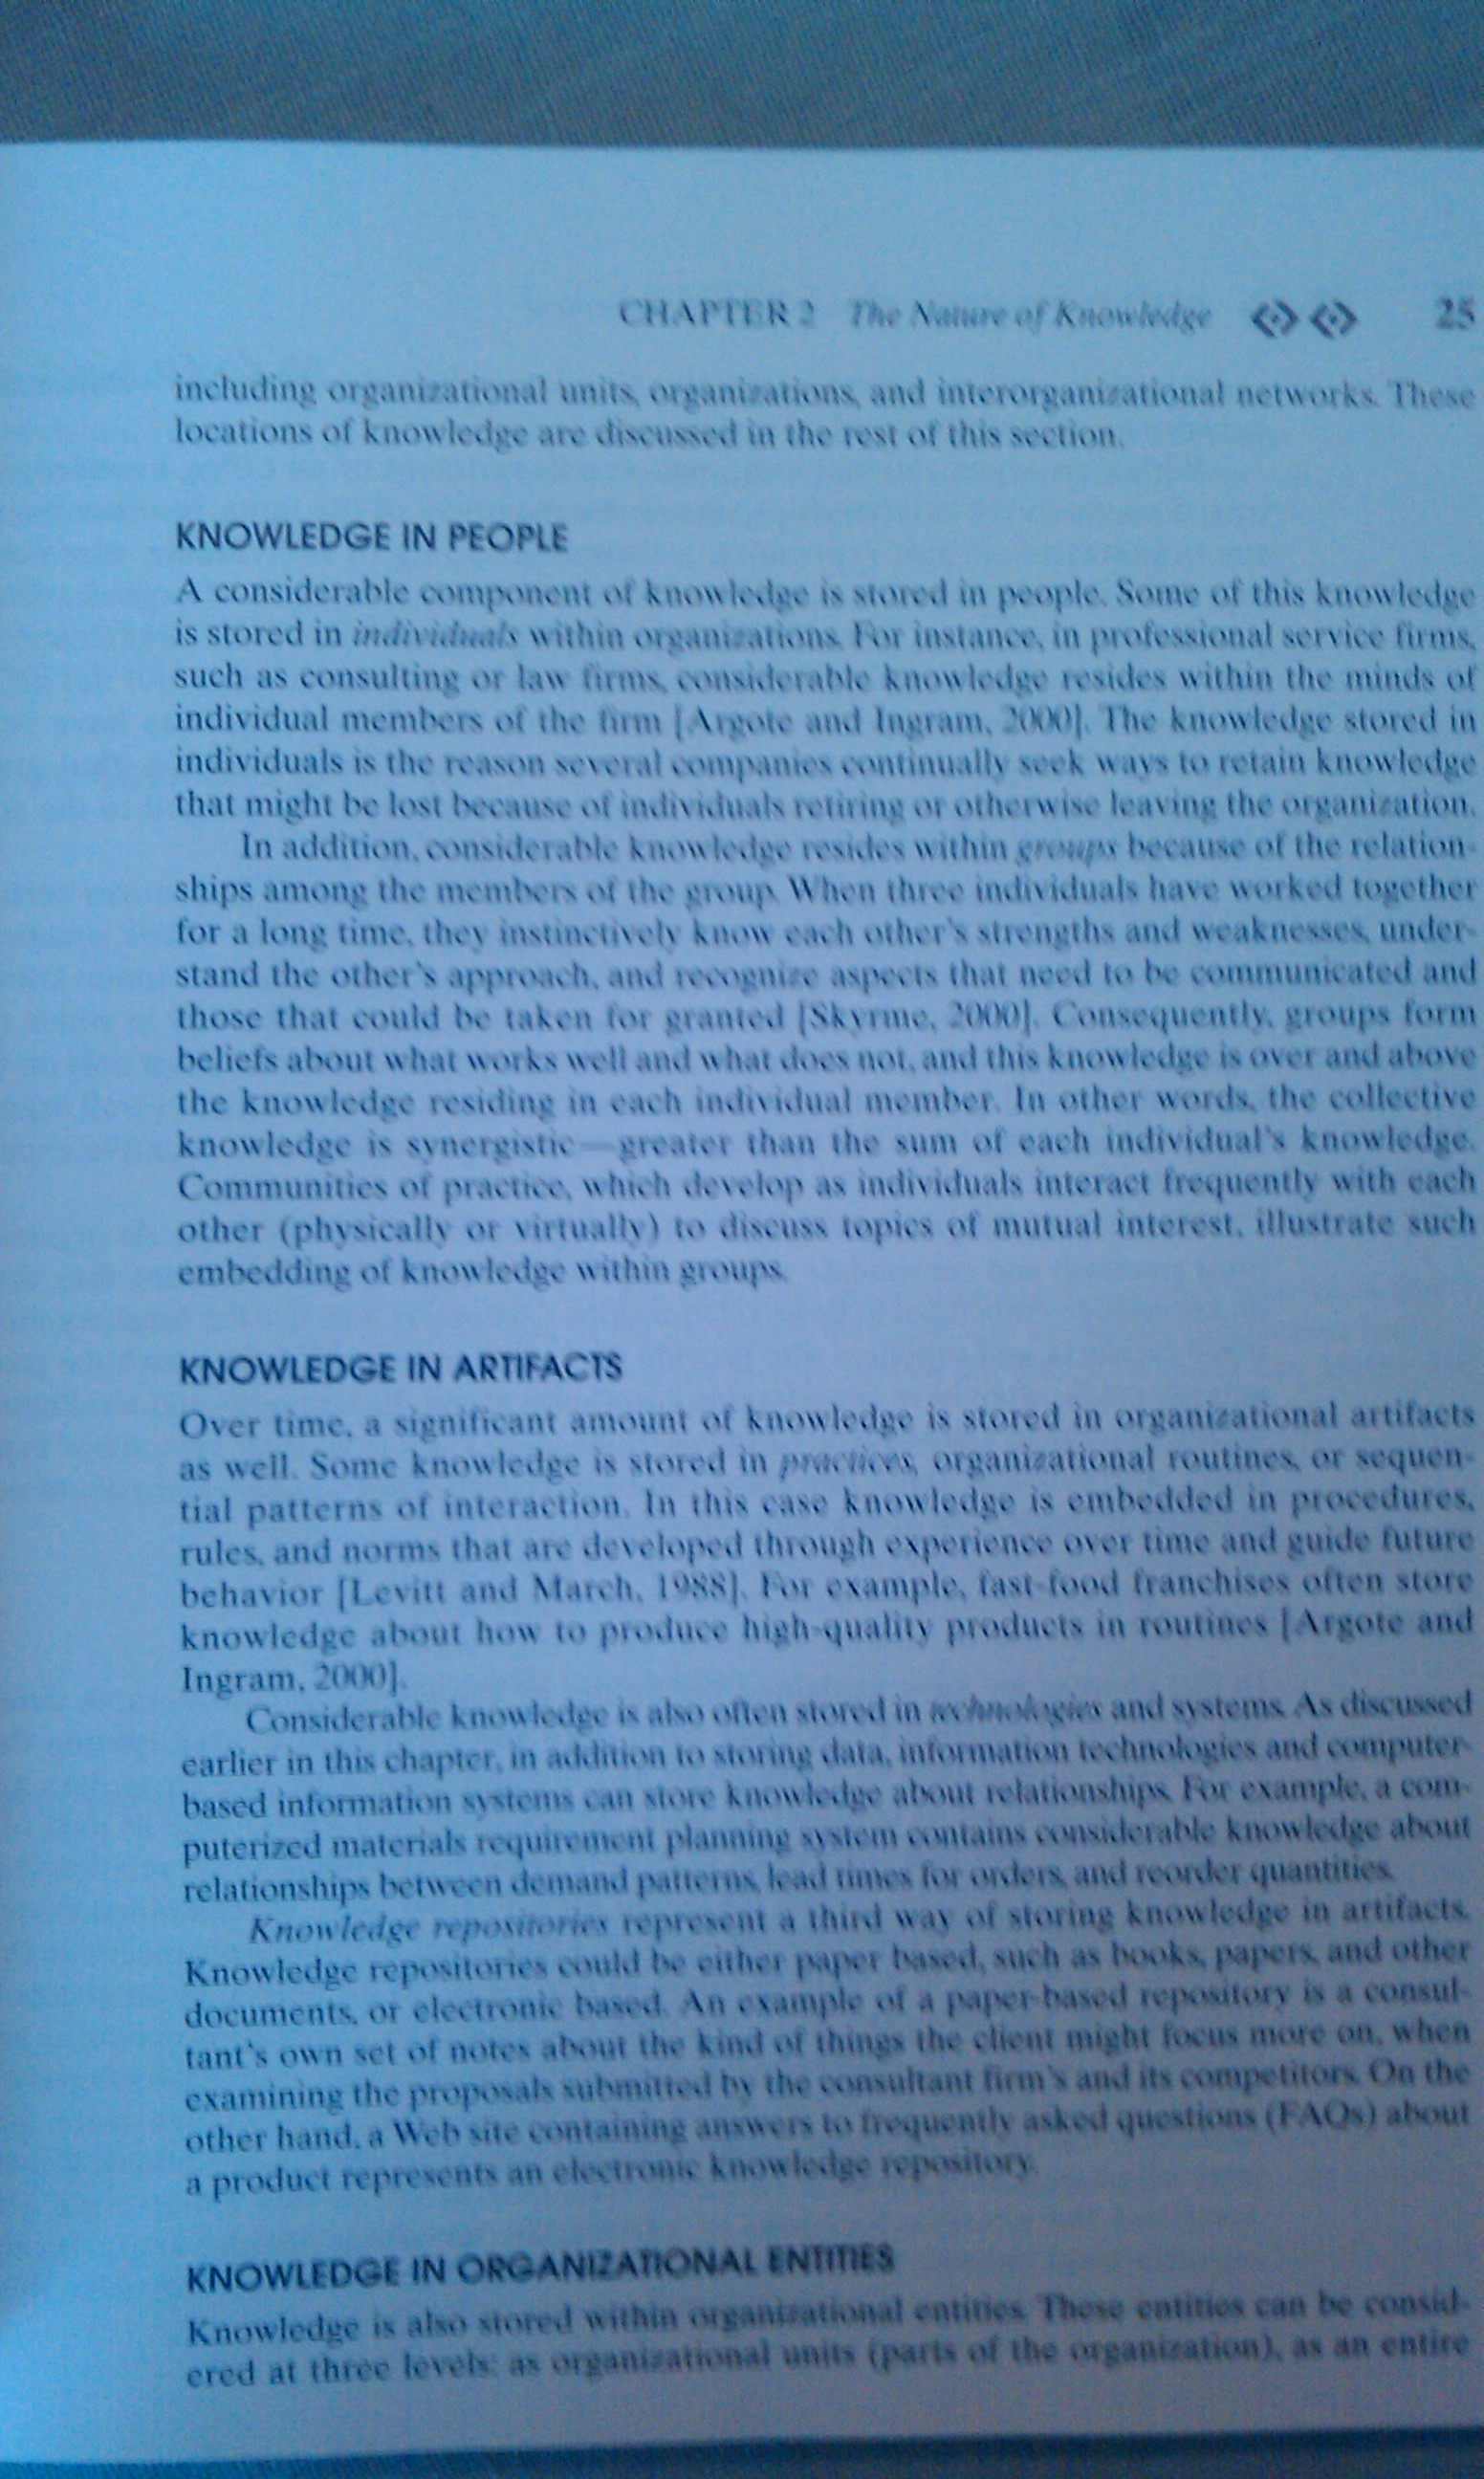 CHAPTER 2 The Nature of Knowledge 25
including organizational units, organizations, and interorganizational networks. These
locations of knowledge are discussed in the rest of this section.
KNOWLEDGE IN PEOPLE
A considerable component of knowledge is stored in people. Some of this knowledge
is stored in individuals within organizations. For instance, in professional service firms,
such as consulting or law firms, considerable knowledge resides within the minds of
individual members of the firm [Argote and Ingram, 2000]. The knowledge stored in
individuals is the reason several companies continually seek ways to retain knowledge
that might be lost because of individuals retiring or otherwise leaving the organization.
In addition, considerable knowledge resides within groups because of the relation-
ships among the members of the group. When three individuals have worked together
for a long time, they instinctively know each other's strengths and weaknesses, under-
stand the other's approach, and recognize aspects that need to be communicated and
those that could be taken for granted [Skyrme, 2000]. Consequently, groups form
beliefs about what works well and what does not, and this knowledge is over and above
the knowledge residing in each individual member. In other words, the collective
knowledge is synergistic—greater than the sum of each individual's knowledge.
Communities of practice, which develop as individuals interact frequently with each
other (physically or virtually) to discuss topics of mutual interest, illustrate such
embedding of knowledge within groups.
KNOWLEDGE IN ARTIFACTS
Over time, a significant amount of knowledge is stored in organizational artifacts
as well. Some knowledge is stored in practices, organizational routines, or sequen-
tial patterns of interaction. In this case knowledge is embedded in procedures,
rules, and norms that are developed through experience over time and guide future
behavior [Levitt and March, 1988]. For example, fast-food franchises often store
knowledge about how to produce high-quality products in routines [Argote and
Ingram, 2000].
Considerable knowledge is also often stored in technologies and systems. As discussed
earlier in this chapter, in addition to storing data, information technologies and computer-
based information systems can store knowledge about relationships. For example, a com-
puterized materials requirement planning system contains considerable knowledge about
relationships between demand patterns, lead times for orders, and reorder quantities.
Knowledge repositories represent a third way of storing knowledge in artifacts.
Knowledge repositories could be either paper based, such as books, papers, and other
documents, or electronic based. An example of a paper-based repository is a consul-
tant's own set of notes about the kind of things the client might focus more on, when
examining the proposals submitted by the consultant firm's and its competitors. On the
other hand, a Web site containing answers to frequently asked questions (FAQs) about
a product represents an electronic knowledge repository.
KNOWLEDGE IN ORGANIZATIONAL ENTITIES
Knowledge is also stored within organizational entities. These entities can be consid-
ered at three levels: as organizational units (parts of the organization), as an entire